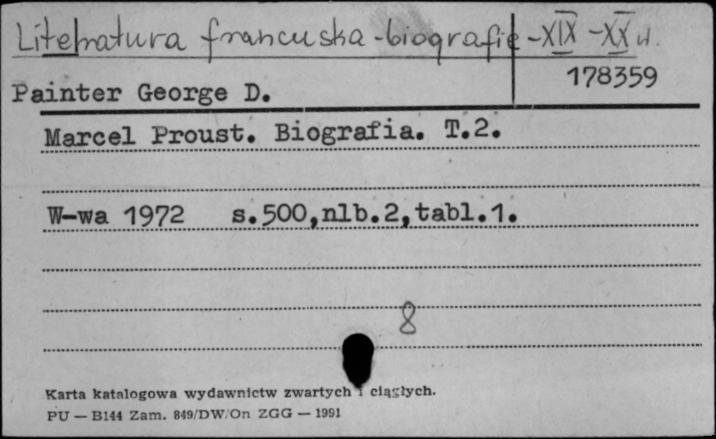 Literatura francuska - biografie - XIX - XX w.
178359
Painter George D.
Marcel Proust. Biografia. T.2.
W-wa 1972 s.500,nlb.2,tabl.1.
8
Karta katalogowa wydawnictw zwartych i ciągłych.
PU — B144 Zam. 849/DW/On ZGG — 1991